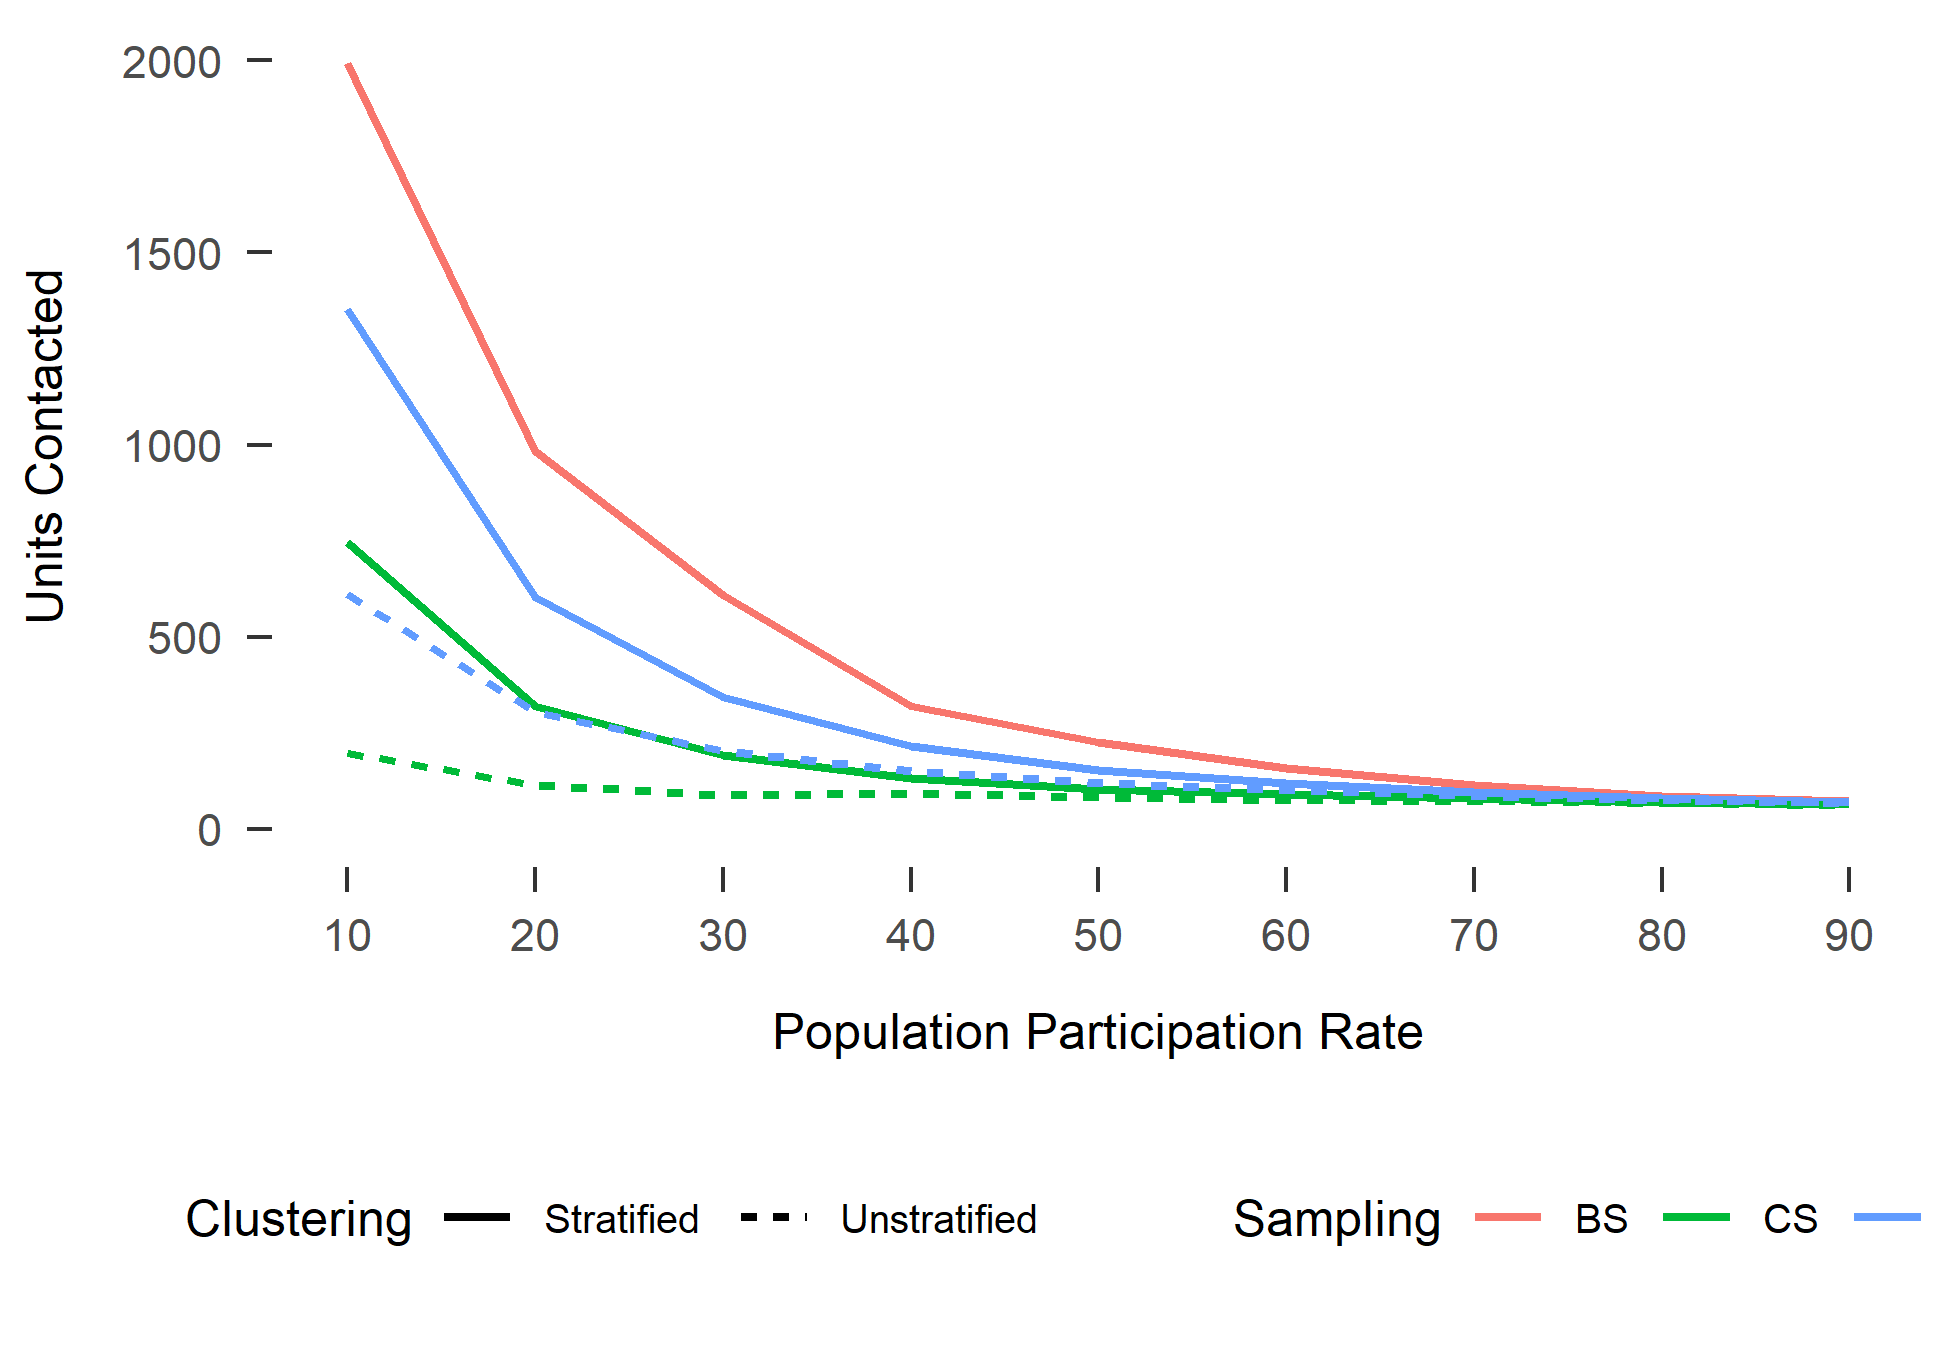 2000
1500
1000
500
0
Units Contacted
10 20 30 40 50 60 70 80 90
Population Participation Rate
Clustering Stratified Unstratified Sampling BS CS